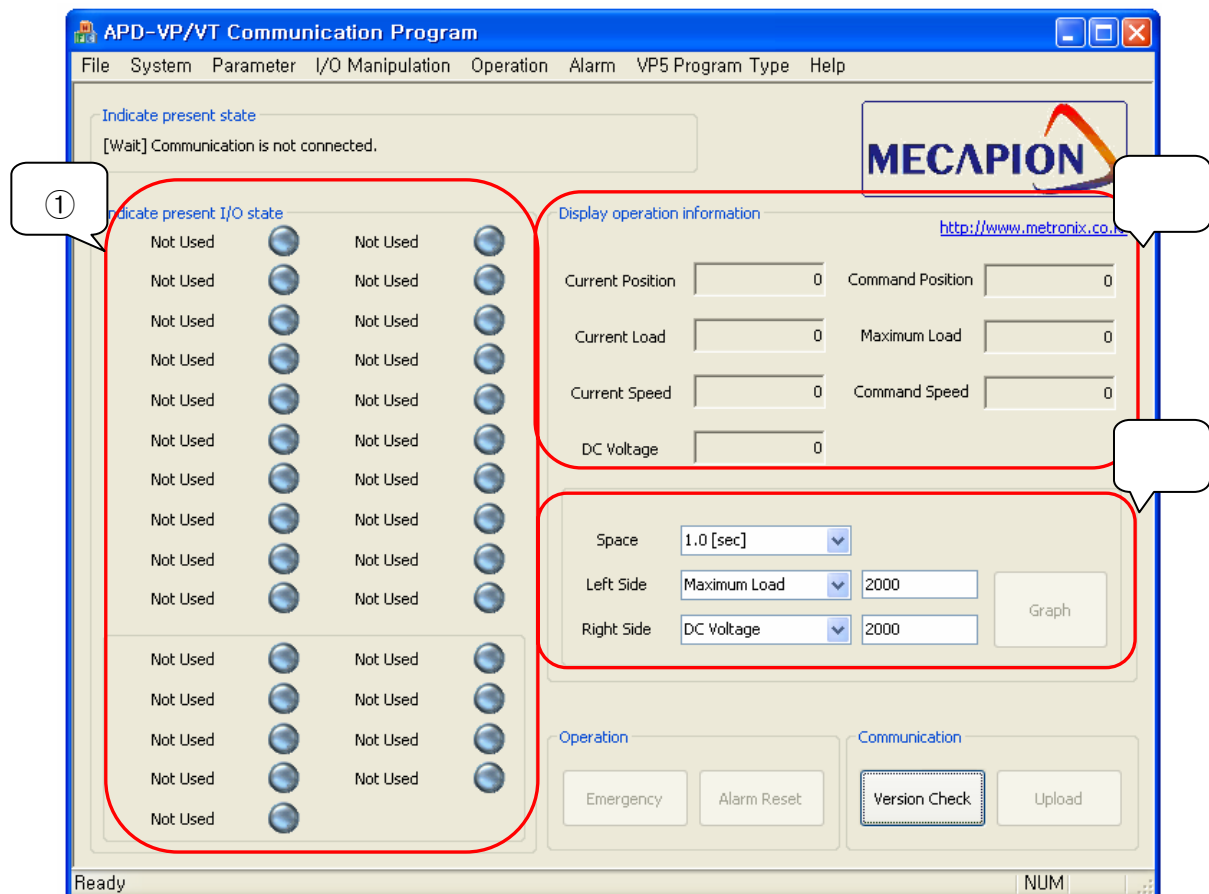 APD-VP/VT Communication Program
File System Parameter I/O Manipulation Operation Alarm VP5 Program Type Help
Indicate present state
[Wait] Communication is not connected.
MECAPION
①
Indicate present I/O state
Not Used Not Used
Not Used Not Used
Not Used Not Used
Not Used Not Used
Not Used Not Used
Not Used Not Used
Not Used Not Used
Not Used Not Used
Not Used Not Used
Not Used Not Used
Not Used Not Used
Not Used Not Used
Not Used Not Used
Not Used Not Used
Not Used
Display operation information
http://www.metronix.co.k
Current Position 0 Command Position 0
Current Load 0 Maximum Load 0
Current Speed 0 Command Speed 0
DC Voltage 0
Space 1.0 [sec]
Left Side Maximum Load 2000
Right Side DC Voltage 2000
Graph
Operation
Emergency Alarm Reset
Communication
Version Check Upload
Ready NUM